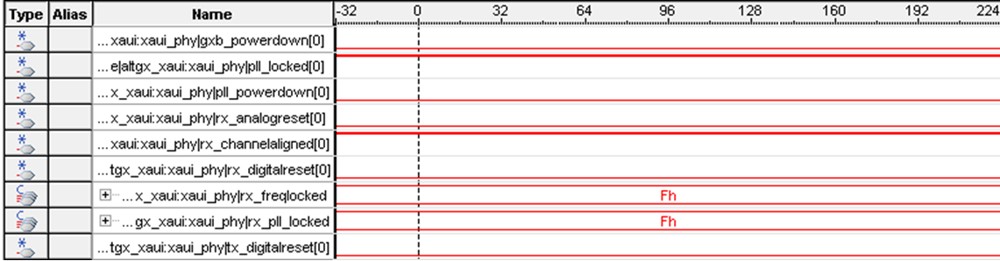 Type Alias Name -32 0 32 64 96 128 160 192 224
...xaui:xaui_phy|gxb_powerdown[0]
...e|altgx_xaui:xaui_phy|pll_locked[0]
...x_xaui:xaui_phy|pll_powerdown[0]
...x_xaui:xaui_phy|rx_analogreset[0]
...xaui:xaui_phy|rx_channelaligned[0]
...tgx_xaui:xaui_phy|rx_digitalreset[0]
...x_xaui:xaui_phy|rx_freqlocked Fh
...gx_xaui:xaui_phy|rx_pll_locked Fh
...tgx_xaui:xaui_phy|tx_digitalreset[0]